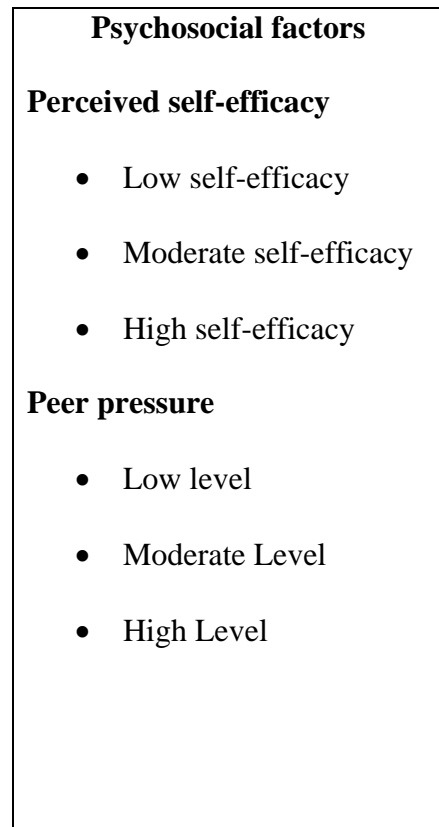 Psychosocial factors
Perceived self-efficacy
• Low self-efficacy
• Moderate self-efficacy
• High self-efficacy
Peer pressure
• Low level
• Moderate Level
• High Level